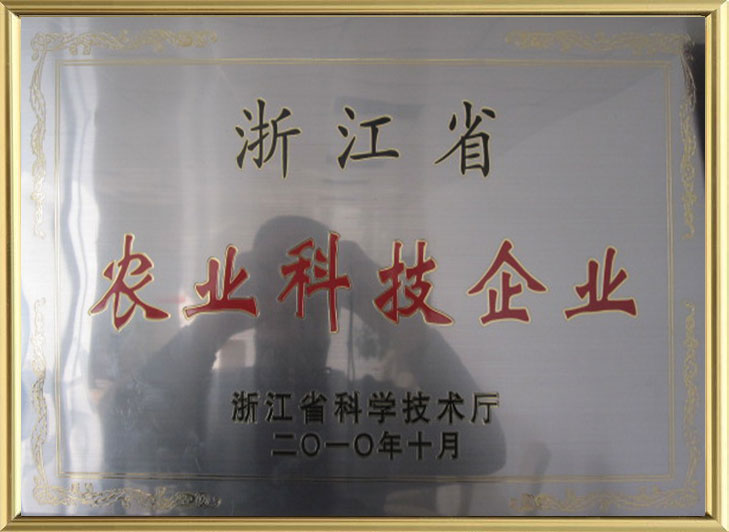 浙江省
农业科技企业
浙江省科学技术厅
二〇一〇年十月